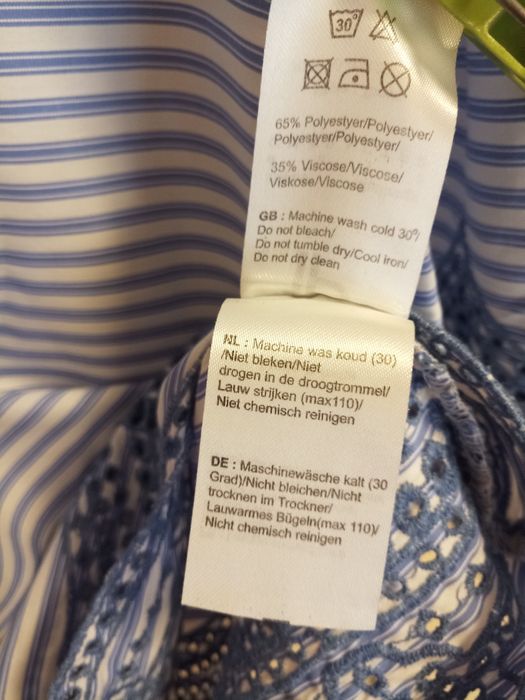 30°
65% Polyestyer/Polyestyer/
Polyestyer/Polyestyer/
35% Viscose/Viscose/
Viskose/Viscose
GB : Machine wash cold 30°/
Do not bleach/
Do not tumble dry/Cool iron/
Do not dry clean
NL : Machine was koud (30)
/Niet bleken/Niet
drogen in de droogtrommel/
Lauw strijken (max110)/
Niet chemisch reinigen
DE : Maschinewäsche kalt (30
Grad)/Nicht bleichen/Nicht
trocknen im Trockner/
Lauwarmes Bügeln(max 110)/
Nicht chemisch reinigen